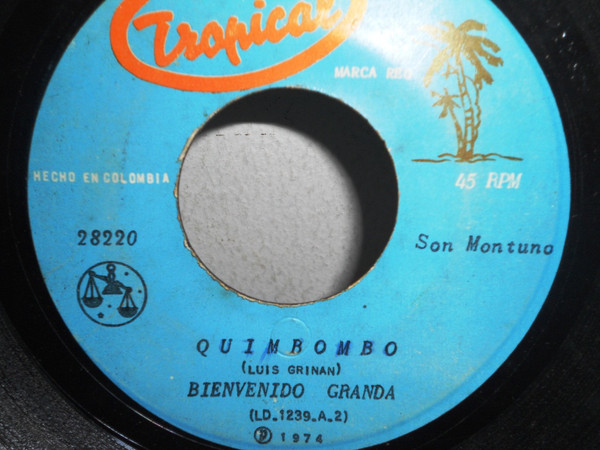 Tropical
MARCA REG
HECHO EN COLOMBIA
45 RPM
28220
Son Montuno
QUIMBOMBO
(LUIS GRINAN)
BIENVENIDO GRANDA
(LD-1239-A-2)
Ⓟ 1974